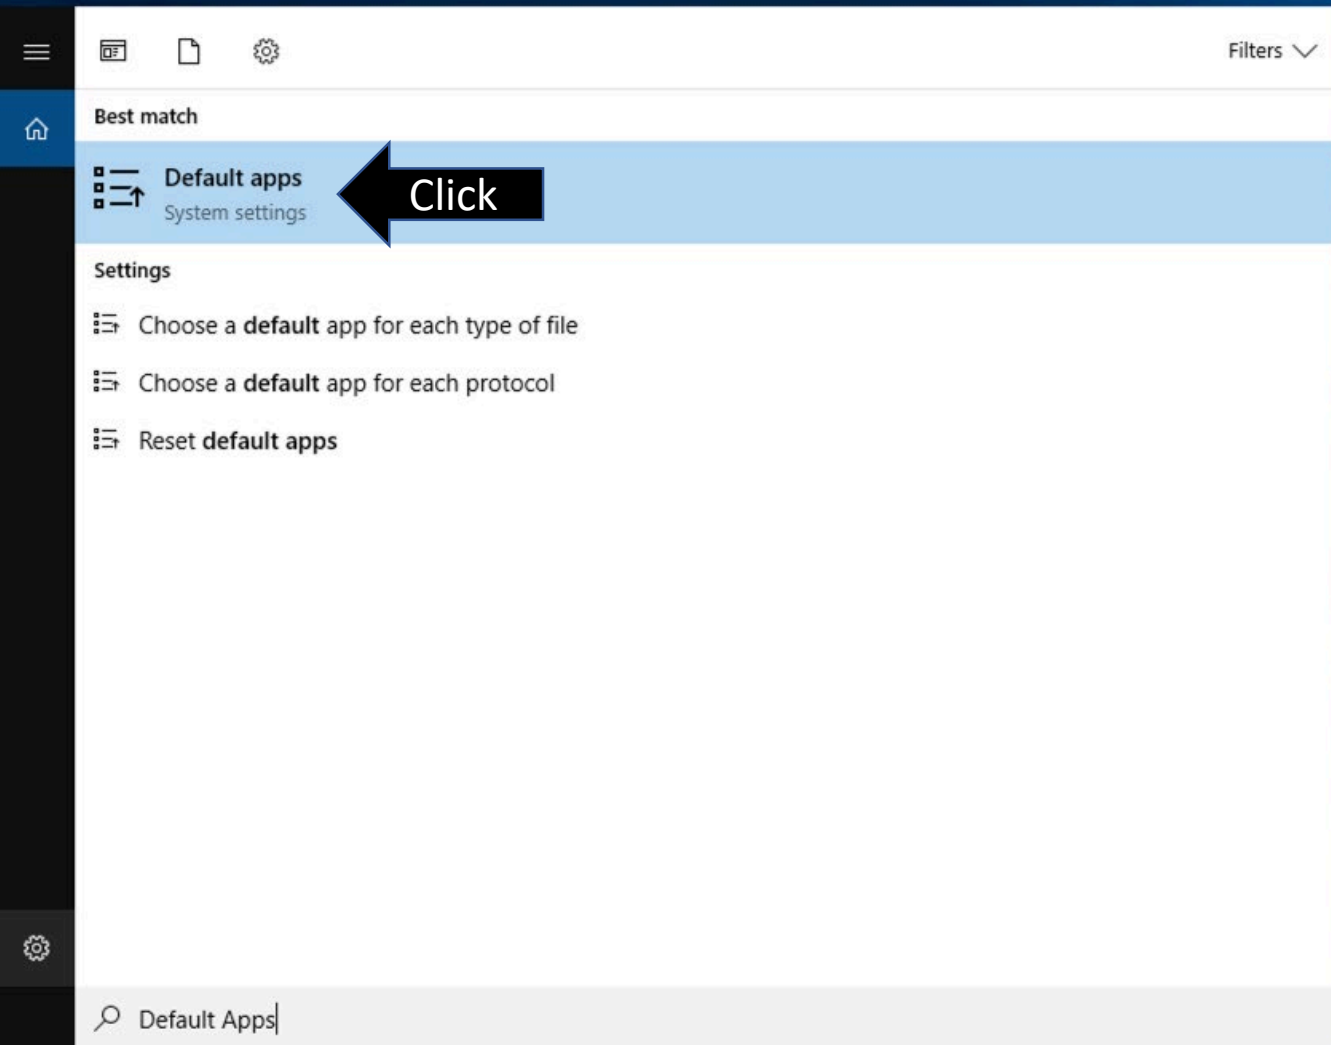 Filters
Best match
Default apps
System settings
Click
Settings
Choose a default app for each type of file
Choose a default app for each protocol
Reset default apps
Default Apps